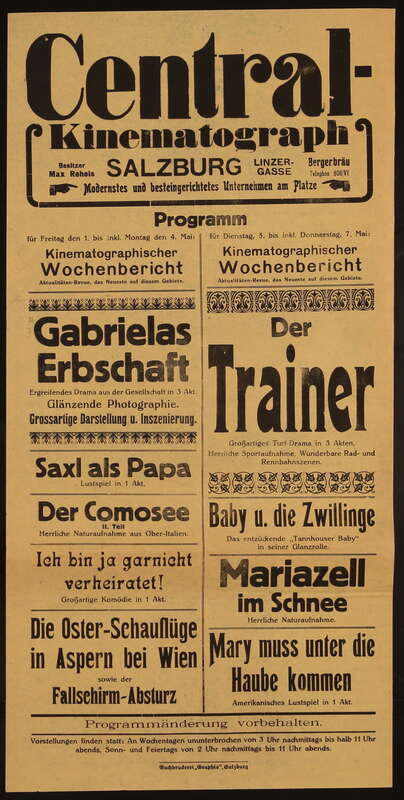 Central-
Kinematograph
Besitzer
Max Rehois
SALZBURG
LINZER-
GASSE
Bergerbräu
Telephon 606/VI
Modernstes und besteingerichtetes Unternehmen am Platze
Programm
für Freitag den 1. bis inkl. Montag den 4. Mai:
Kinematographischer
Wochenbericht
Aktualitäten-Revue, das Neueste auf diesem Gebiete.
Gabrielas
Erbschaft
Ergreifendes Drama aus der Gesellschaft in 3 Akt.
Glänzende Photographie.
Grossartige Darstellung u. Inszenierung.
Saxl als Papa
Lustspiel in 1 Akt.
Der Comosee
II. Teil
Herrliche Naturaufnahme aus Ober-Italien.
Ich bin ja garnicht
verheiratet!
Großartige Komödie in 1 Akt.
Die Oster-Schauflüge
in Aspern bei Wien
sowie der
Fallschirm-Absturz
für Dienstag, 5. bis inkl. Donnerstag, 7. Mai:
Kinematographischer
Wochenbericht
Aktualitäten-Revue, das Neueste auf diesem Gebiete.
Der
Trainer
Großartiges Turf-Drama in 3 Akten.
Herrliche Sportaufnahme, Wunderbare Rad- und
Rennbahnszenen.
Baby u. die Zwillinge
Das entzückende „Tannhouser Baby"
in seiner Glanzrolle.
Mariazell
im Schnee
Herrliche Naturaufnahme.
Mary muss unter die
Haube kommen
Amerikanisches Lustspiel in 1 Akt.
Programmänderung vorbehalten.
Vorstellungen finden statt: An Wochentagen ununterbrochen von 3 Uhr nachmittags bis halb 11 Uhr
abends, Sonn- und Feiertags von 2 Uhr nachmittags bis 11 Uhr abends.
Buchdruckerei „Graphia", Salzburg